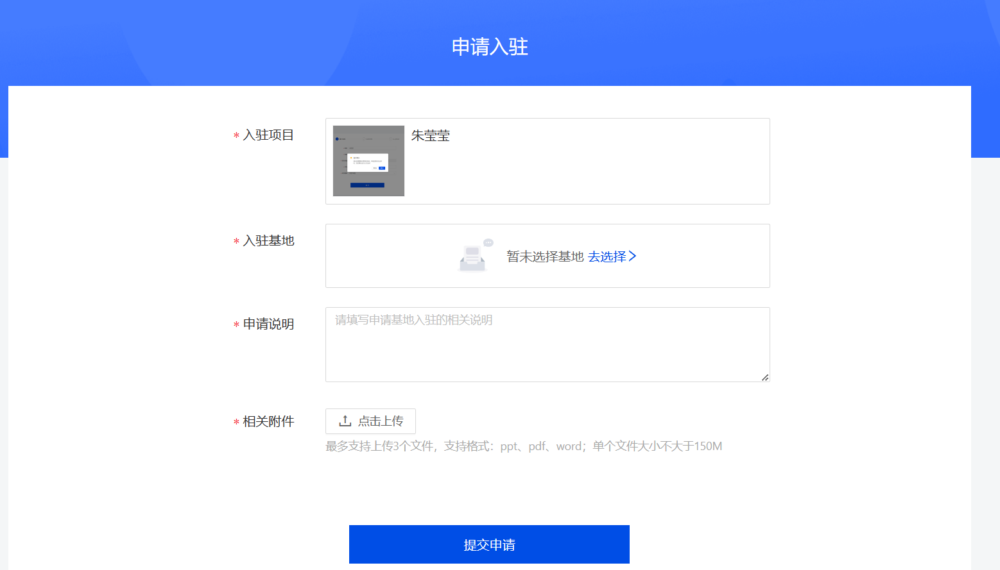 申请入驻
* 入驻项目
朱莹莹
* 入驻基地
暂未选择基地 去选择
* 申请说明
请填写申请基地入驻的相关说明
* 相关附件
点击上传
最多支持上传3个文件，支持格式：ppt、pdf、word；单个文件大小不大于150M
提交申请